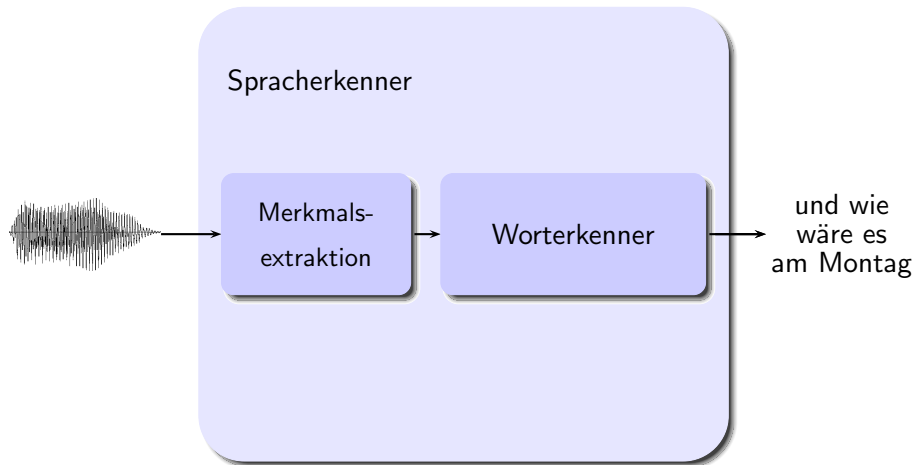 Spracherkenner
Merkmals-
extraktion
Worterkenner
und wie
wäre es
am Montag